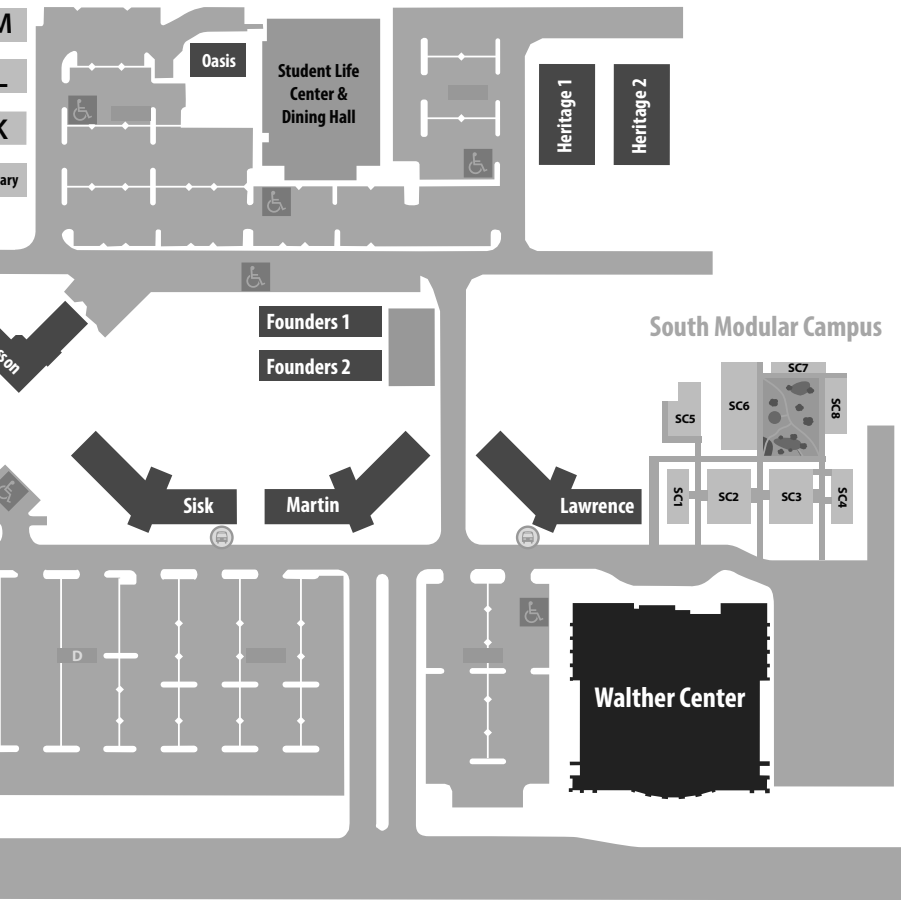 M
L
K
ary
Oasis
Student Life
Center &
Dining Hall
Heritage 1
Heritage 2
Founders 1
Founders 2
South Modular Campus
SC7
SC6
SC8
SC5
SC1
SC2
SC3
SC4
son
Sisk
Martin
Lawrence
D
Walther Center